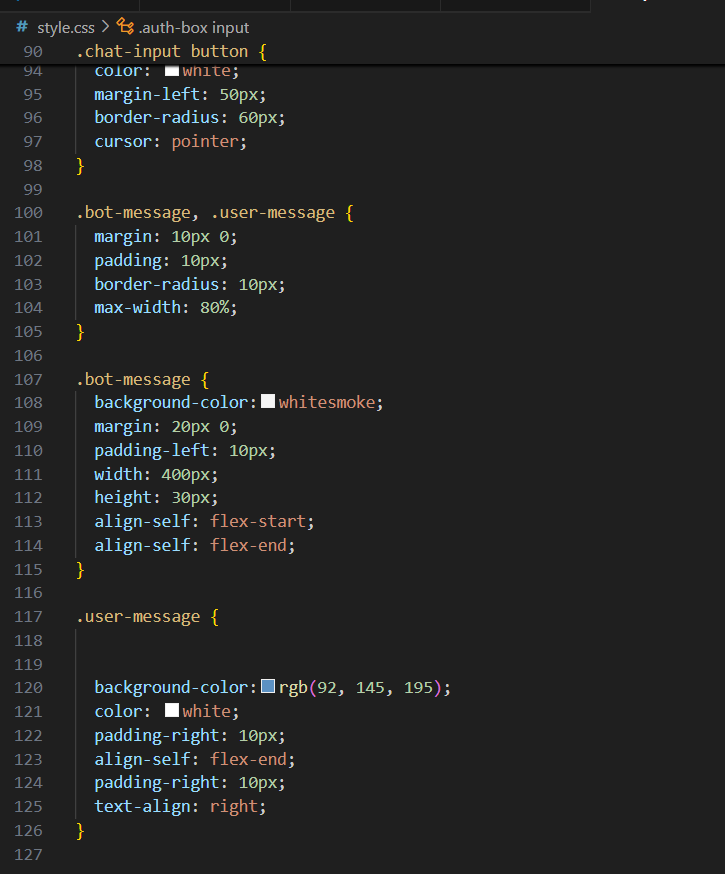 # style.css > .auth-box input
90 .chat-input button {
94 color: white;
95 margin-left: 50px;
96 border-radius: 60px;
97 cursor: pointer;
98 }
99
100 .bot-message, .user-message {
101 margin: 10px 0;
102 padding: 10px;
103 border-radius: 10px;
104 max-width: 80%;
105 }
106
107 .bot-message {
108 background-color: whitesmoke;
109 margin: 20px 0;
110 padding-left: 10px;
111 width: 400px;
112 height: 30px;
113 align-self: flex-start;
114 align-self: flex-end;
115 }
116
117 .user-message {
118
119
120 background-color: rgb(92, 145, 195);
121 color: white;
122 padding-right: 10px;
123 align-self: flex-end;
124 padding-right: 10px;
125 text-align: right;
126 }
127